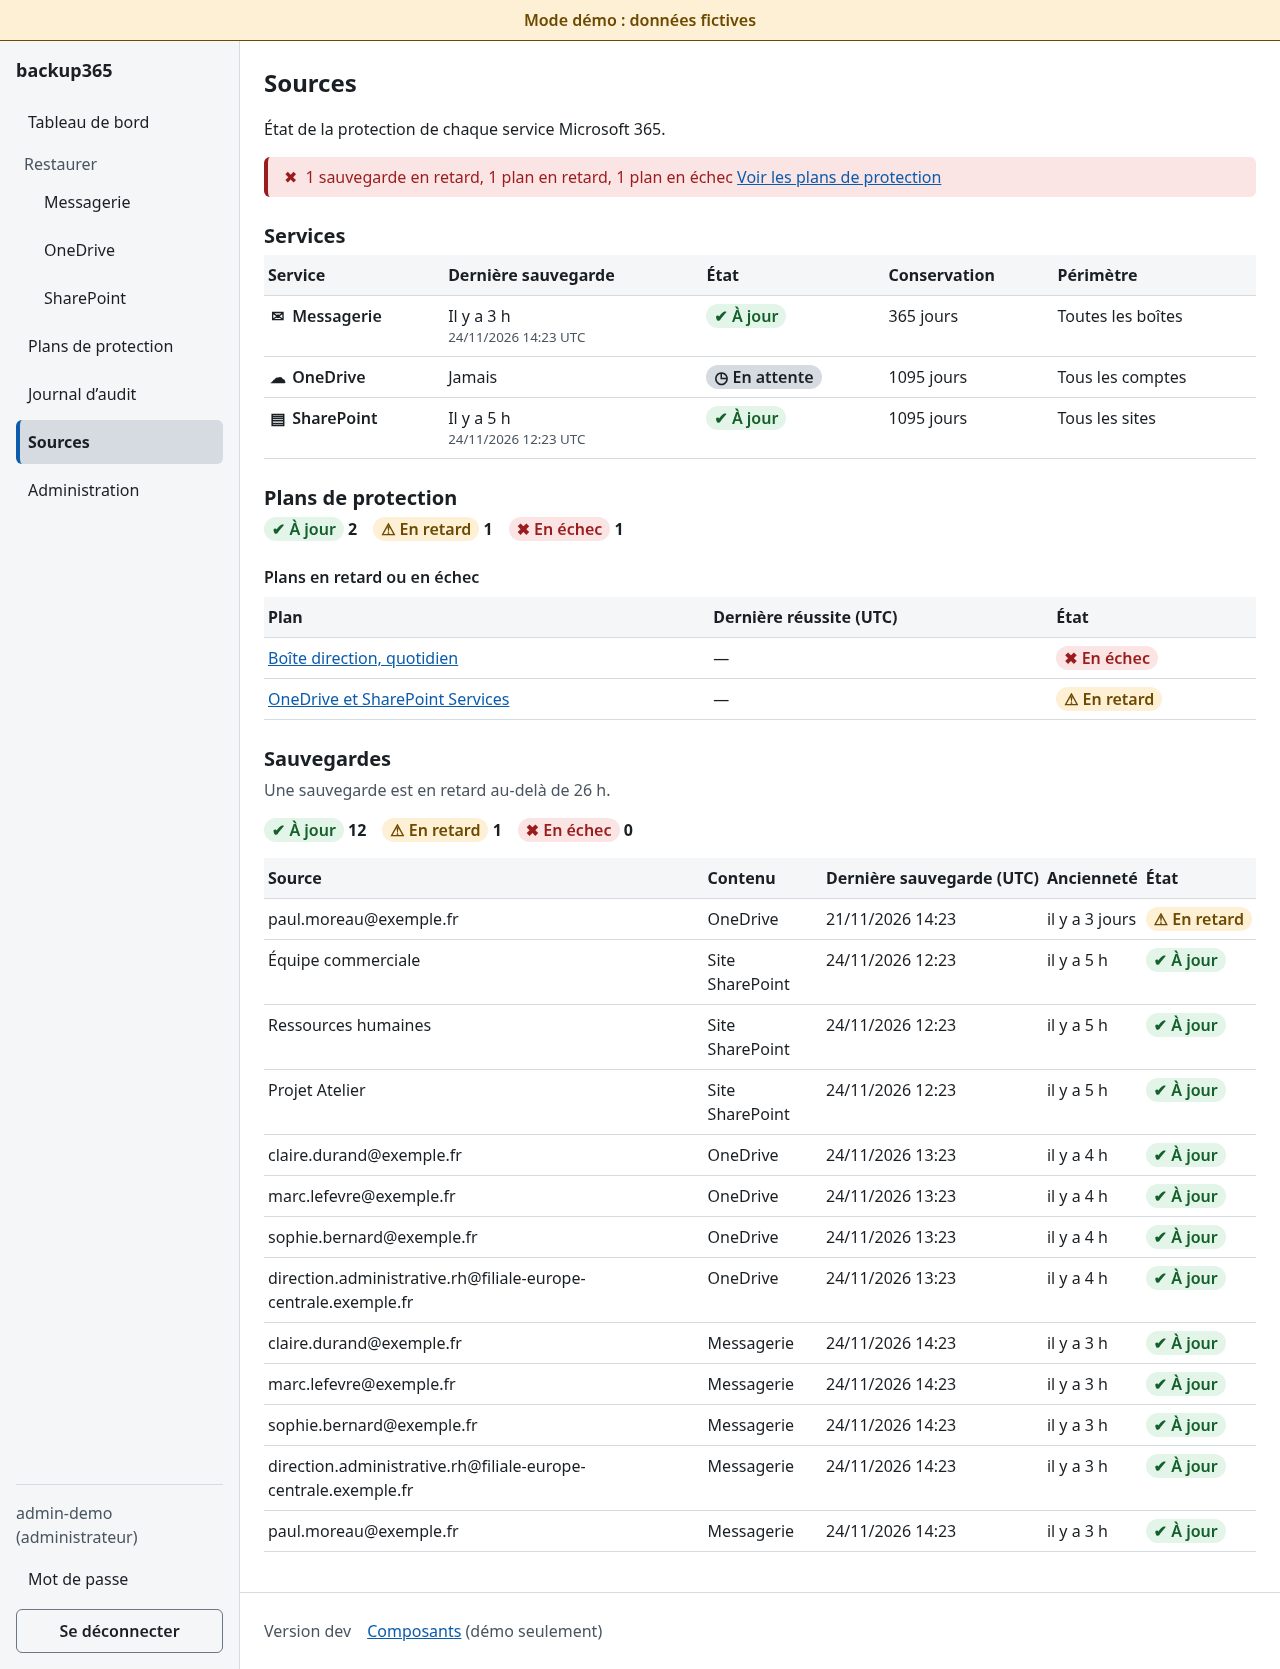 Mode démo : données fictives
backup365
Tableau de bord
Restaurer
Messagerie
OneDrive
SharePoint
Plans de protection
Journal d’audit
Sources
Administration
admin-demo
(administrateur)
Mot de passe
Se déconnecter
Sources
État de la protection de chaque service Microsoft 365.
✖ 1 sauvegarde en retard, 1 plan en retard, 1 plan en échec Voir les plans de protection
Services
Service Dernière sauvegarde État Conservation Périmètre
✉ Messagerie Il y a 3 h ✔ À jour 365 jours Toutes les boîtes
24/11/2026 14:23 UTC
☁ OneDrive Jamais ◷ En attente 1095 jours Tous les comptes
▤ SharePoint Il y a 5 h ✔ À jour 1095 jours Tous les sites
24/11/2026 12:23 UTC
Plans de protection
✔ À jour 2 ⚠ En retard 1 ✖ En échec 1
Plans en retard ou en échec
Plan Dernière réussite (UTC) État
Boîte direction, quotidien — ✖ En échec
OneDrive et SharePoint Services — ⚠ En retard
Sauvegardes
Une sauvegarde est en retard au-delà de 26 h.
✔ À jour 12 ⚠ En retard 1 ✖ En échec 0
Source Contenu Dernière sauvegarde (UTC) Ancienneté État
paul.moreau@exemple.fr OneDrive 21/11/2026 14:23 il y a 3 jours ⚠ En retard
Équipe commerciale Site 24/11/2026 12:23 il y a 5 h ✔ À jour
SharePoint
Ressources humaines Site 24/11/2026 12:23 il y a 5 h ✔ À jour
SharePoint
Projet Atelier Site 24/11/2026 12:23 il y a 5 h ✔ À jour
SharePoint
claire.durand@exemple.fr OneDrive 24/11/2026 13:23 il y a 4 h ✔ À jour
marc.lefevre@exemple.fr OneDrive 24/11/2026 13:23 il y a 4 h ✔ À jour
sophie.bernard@exemple.fr OneDrive 24/11/2026 13:23 il y a 4 h ✔ À jour
direction.administrative.rh@filiale-europe- OneDrive 24/11/2026 13:23 il y a 4 h ✔ À jour
centrale.exemple.fr
claire.durand@exemple.fr Messagerie 24/11/2026 14:23 il y a 3 h ✔ À jour
marc.lefevre@exemple.fr Messagerie 24/11/2026 14:23 il y a 3 h ✔ À jour
sophie.bernard@exemple.fr Messagerie 24/11/2026 14:23 il y a 3 h ✔ À jour
direction.administrative.rh@filiale-europe- Messagerie 24/11/2026 14:23 il y a 3 h ✔ À jour
centrale.exemple.fr
paul.moreau@exemple.fr Messagerie 24/11/2026 14:23 il y a 3 h ✔ À jour
Version dev Composants (démo seulement)